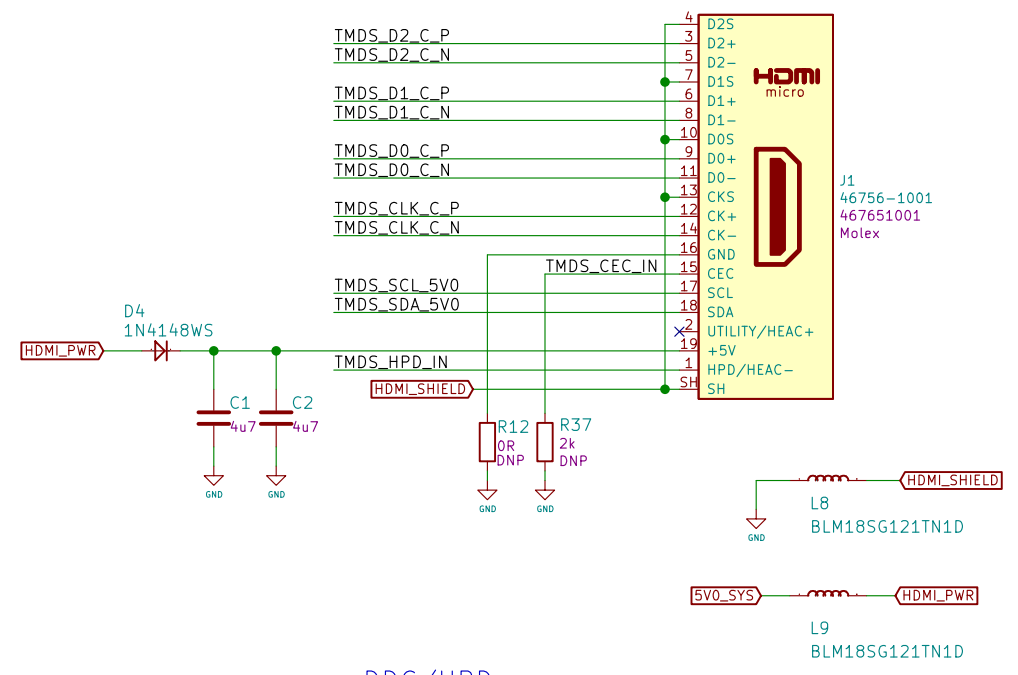 TMDS_D2_C_P
TMDS_D2_C_N
TMDS_D1_C_P
TMDS_D1_C_N
TMDS_D0_C_P
TMDS_D0_C_N
TMDS_CLK_C_P
TMDS_CLK_C_N
TMDS_CEC_IN
TMDS_SCL_5V0
TMDS_SDA_5V0
TMDS_HPD_IN
HDMI_SHIELD
4 D2S
3 D2+
5 D2-
7 D1S
6 D1+
8 D1-
10 D0S
9 D0+
11 D0-
13 CKS
12 CK+
14 CK-
16 GND
15 CEC
17 SCL
18 SDA
2 UTILITY/HEAC+
19 +5V
1 HPD/HEAC-
SH SH
HDMI
micro
J1
46756-1001
467651001
Molex
D4
1N4148WS
HDMI_PWR
C1
4u7
GND
C2
4u7
GND
R12
0R
DNP
GND
R37
2k
DNP
GND
HDMI_SHIELD
L8
BLM18SG121TN1D
GND
5V0_SYS
HDMI_PWR
L9
BLM18SG121TN1D